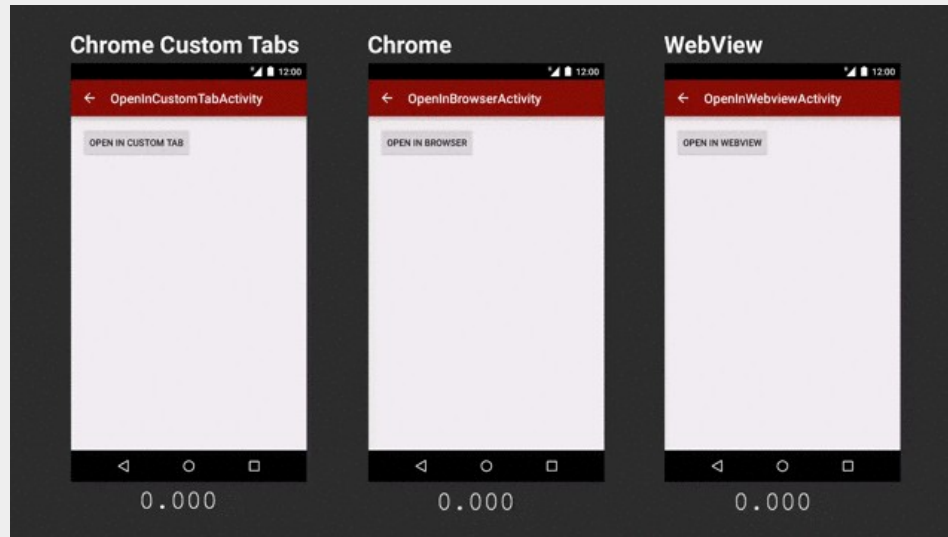 Chrome Custom Tabs
12:00
OpenInCustomTabActivity
OPEN IN CUSTOM TAB
0.000
Chrome
12:00
OpenInBrowserActivity
OPEN IN BROWSER
0.000
WebView
12:00
OpenInWebviewActivity
OPEN IN WEBVIEW
0.000